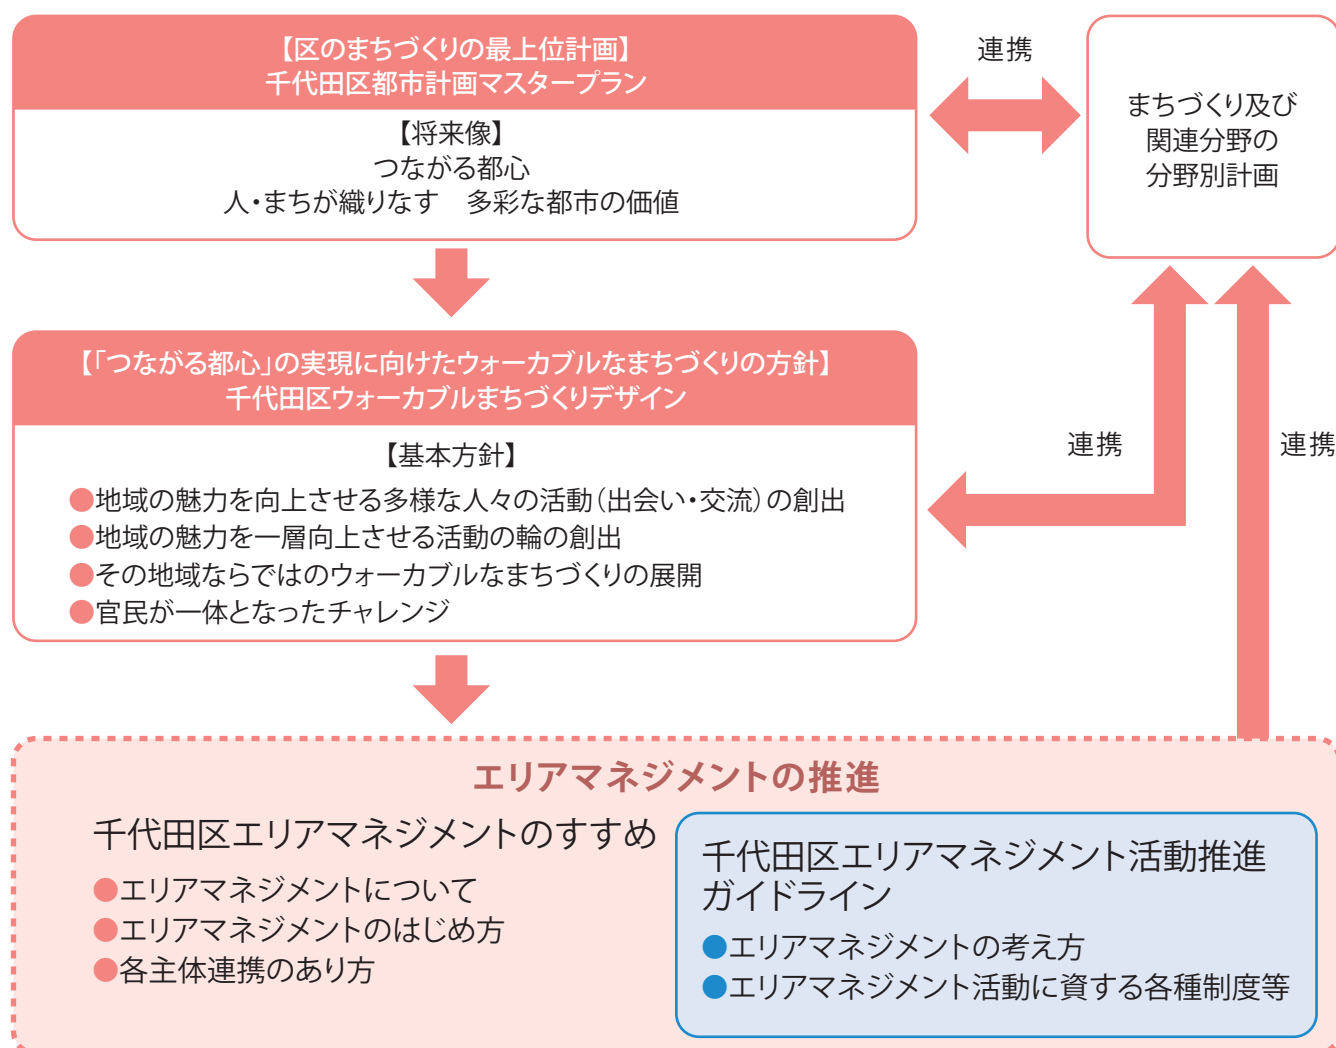 【区のまちづくりの最上位計画】
千代田区都市計画マスタープラン
【将来像】
つながる都心
人・まちが織りなす　多彩な都市の価値
連携
まちづくり及び
関連分野の
分野別計画
【「つながる都心」の実現に向けたウォーカブルなまちづくりの方針】
千代田区ウォーカブルまちづくりデザイン
【基本方針】
●地域の魅力を向上させる多様な人々の活動（出会い・交流）の創出
●地域の魅力を一層向上させる活動の輪の創出
●その地域ならではのウォーカブルなまちづくりの展開
●官民が一体となったチャレンジ
連携
連携
エリアマネジメントの推進
千代田区エリアマネジメントのすすめ
●エリアマネジメントについて
●エリアマネジメントのはじめ方
●各主体連携のあり方
千代田区エリアマネジメント活動推進
ガイドライン
●エリアマネジメントの考え方
●エリアマネジメント活動に資する各種制度等